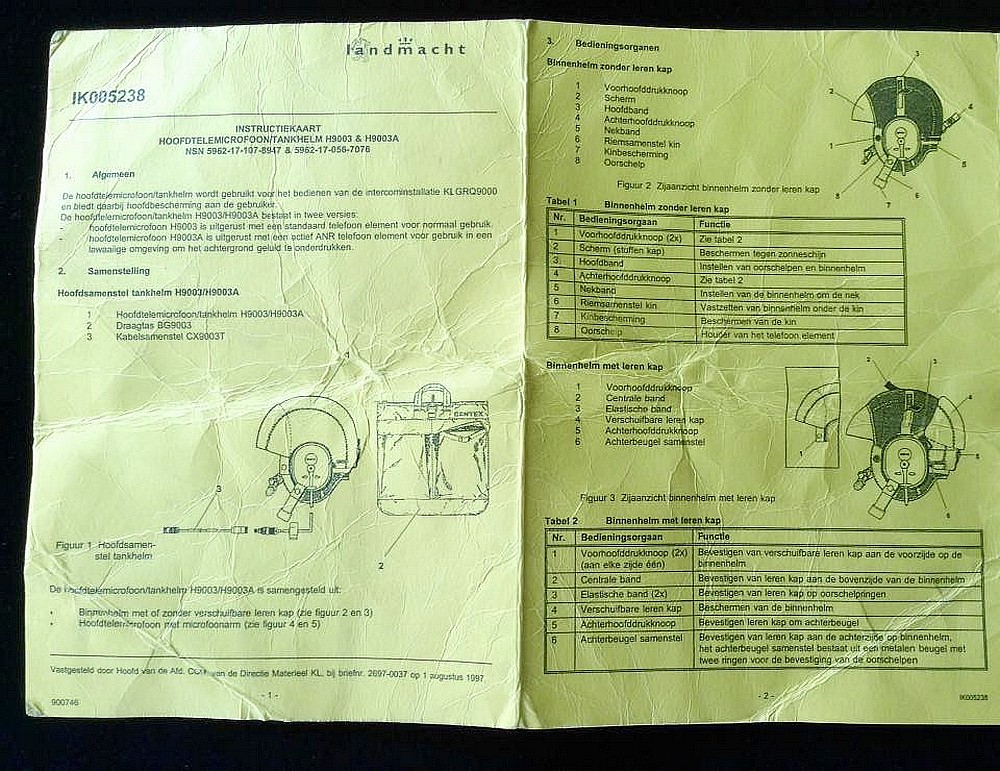 landmacht
IK005238
INSTRUCTIEKAART
HOOFDTELEMICROFOON/TANKHELM H9003 & H9003A
NSN 5962-17-107-8947 & 5962-17-056-7076
1. Algemeen
De hoofdtelemicrofoon/tankhelm wordt gebruikt voor het bedienen van de intercominstallatie KLGRQ9000
en biedt daarbij hoofdbescherming aan de gebruiker.
De hoofdtelemicrofoon/tankhelm H9003/H9003A bestaat in twee versies:
- hoofdtelemicrofoon H9003 is uitgerust met een standaard telefoon element voor normaal gebruik.
- hoofdtelemicrofoon H9003A is uitgerust met een actief ANR telefoon element voor gebruik in een
lawaaiige omgeving om het achtergrond geluid te onderdrukken.
2. Samenstelling
Hoofdsamenstel tankhelm H9003/H9003A
1 Hoofdtelemicrofoon/tankhelm H9003/H9003A
2 Draagtas BG9003
3 Kabelsamenstel CX9003T
1
GENTEX
3
2
Figuur 1 Hoofdsamen-
stel tankhelm
De hoofdtelemicrofoon/tankhelm H9003/H9003A is samengesteld uit:
• Binnenhelm met of zonder verschuifbare leren kap (zie figuur 2 en 3)
• Hoofdtelemicrofoon met microfoonarm (zie figuur 4 en 5)
Vastgesteld door Hoofd van de Afd. van de Directie Materieel KL, bij briefnr. 2697-0037 op 1 augustus 1997
900746
- 1 -
3. Bedieningsorganen
Binnenhelm zonder leren kap
1 Voorhoofddrukknoop
2 Scherm
3 Hoofdband
4 Achterhoofddrukknoop
5 Nekband
6 Riemsamenstel kin
7 Kinbescherming
8 Oorschelp
3
2
4
1
5
8
7
6
Figuur 2 Zijaanzicht binnenhelm zonder leren kap
Tabel 1 Binnenhelm zonder leren kap
Nr. Bedieningsorgaan Functie
1 Voorhoofddrukknoop (2x) Zie tabel 2
2 Scherm (stoffen kap) Beschermen tegen zonneschijn
3 Hoofdband Instellen van oorschelpen en binnenhelm
4 Achterhoofddrukknoop Zie tabel 2
5 Nekband Instellen van de binnenhelm om de nek
6 Riemsamenstel kin Vastzetten van binnenhelm onder de kin
7 Kinbescherming Beschermen van de kin
8 Oorschelp Houder van het telefoon element
Binnenhelm met leren kap
1 Voorhoofddrukknoop
2 Centrale band
3 Elastische band
4 Verschuifbare leren kap
5 Achterhoofddrukknoop
6 Achterbeugel samenstel
1
2
3
4
5
6
Figuur 3 Zijaanzicht binnenhelm met leren kap
Tabel 2 Binnenhelm met leren kap
Nr. Bedieningsorgaan Functie
1 Voorhoofddrukknoop (2x) Bevestigen van verschuifbare leren kap aan de voorzijde op de
(aan elke zijde één) binnenhelm
2 Centrale band Bevestigen van leren kap aan de bovenzijde van de binnenhelm
3 Elastische band (2x) Bevestigen van leren kap op oorschelpringen
4 Verschuifbare leren kap Beschermen van de binnenhelm
5 Achterhoofddrukknoop Bevestigen leren kap om achterbeugel
6 Achterbeugel samenstel Bevestigen van leren kap aan de achterzijde op binnenhelm,
het achterbeugel samenstel bestaat uit een metalen beugel met
twee ringen voor de bevestiging van de oorschelpen
- 2 -
IK005238